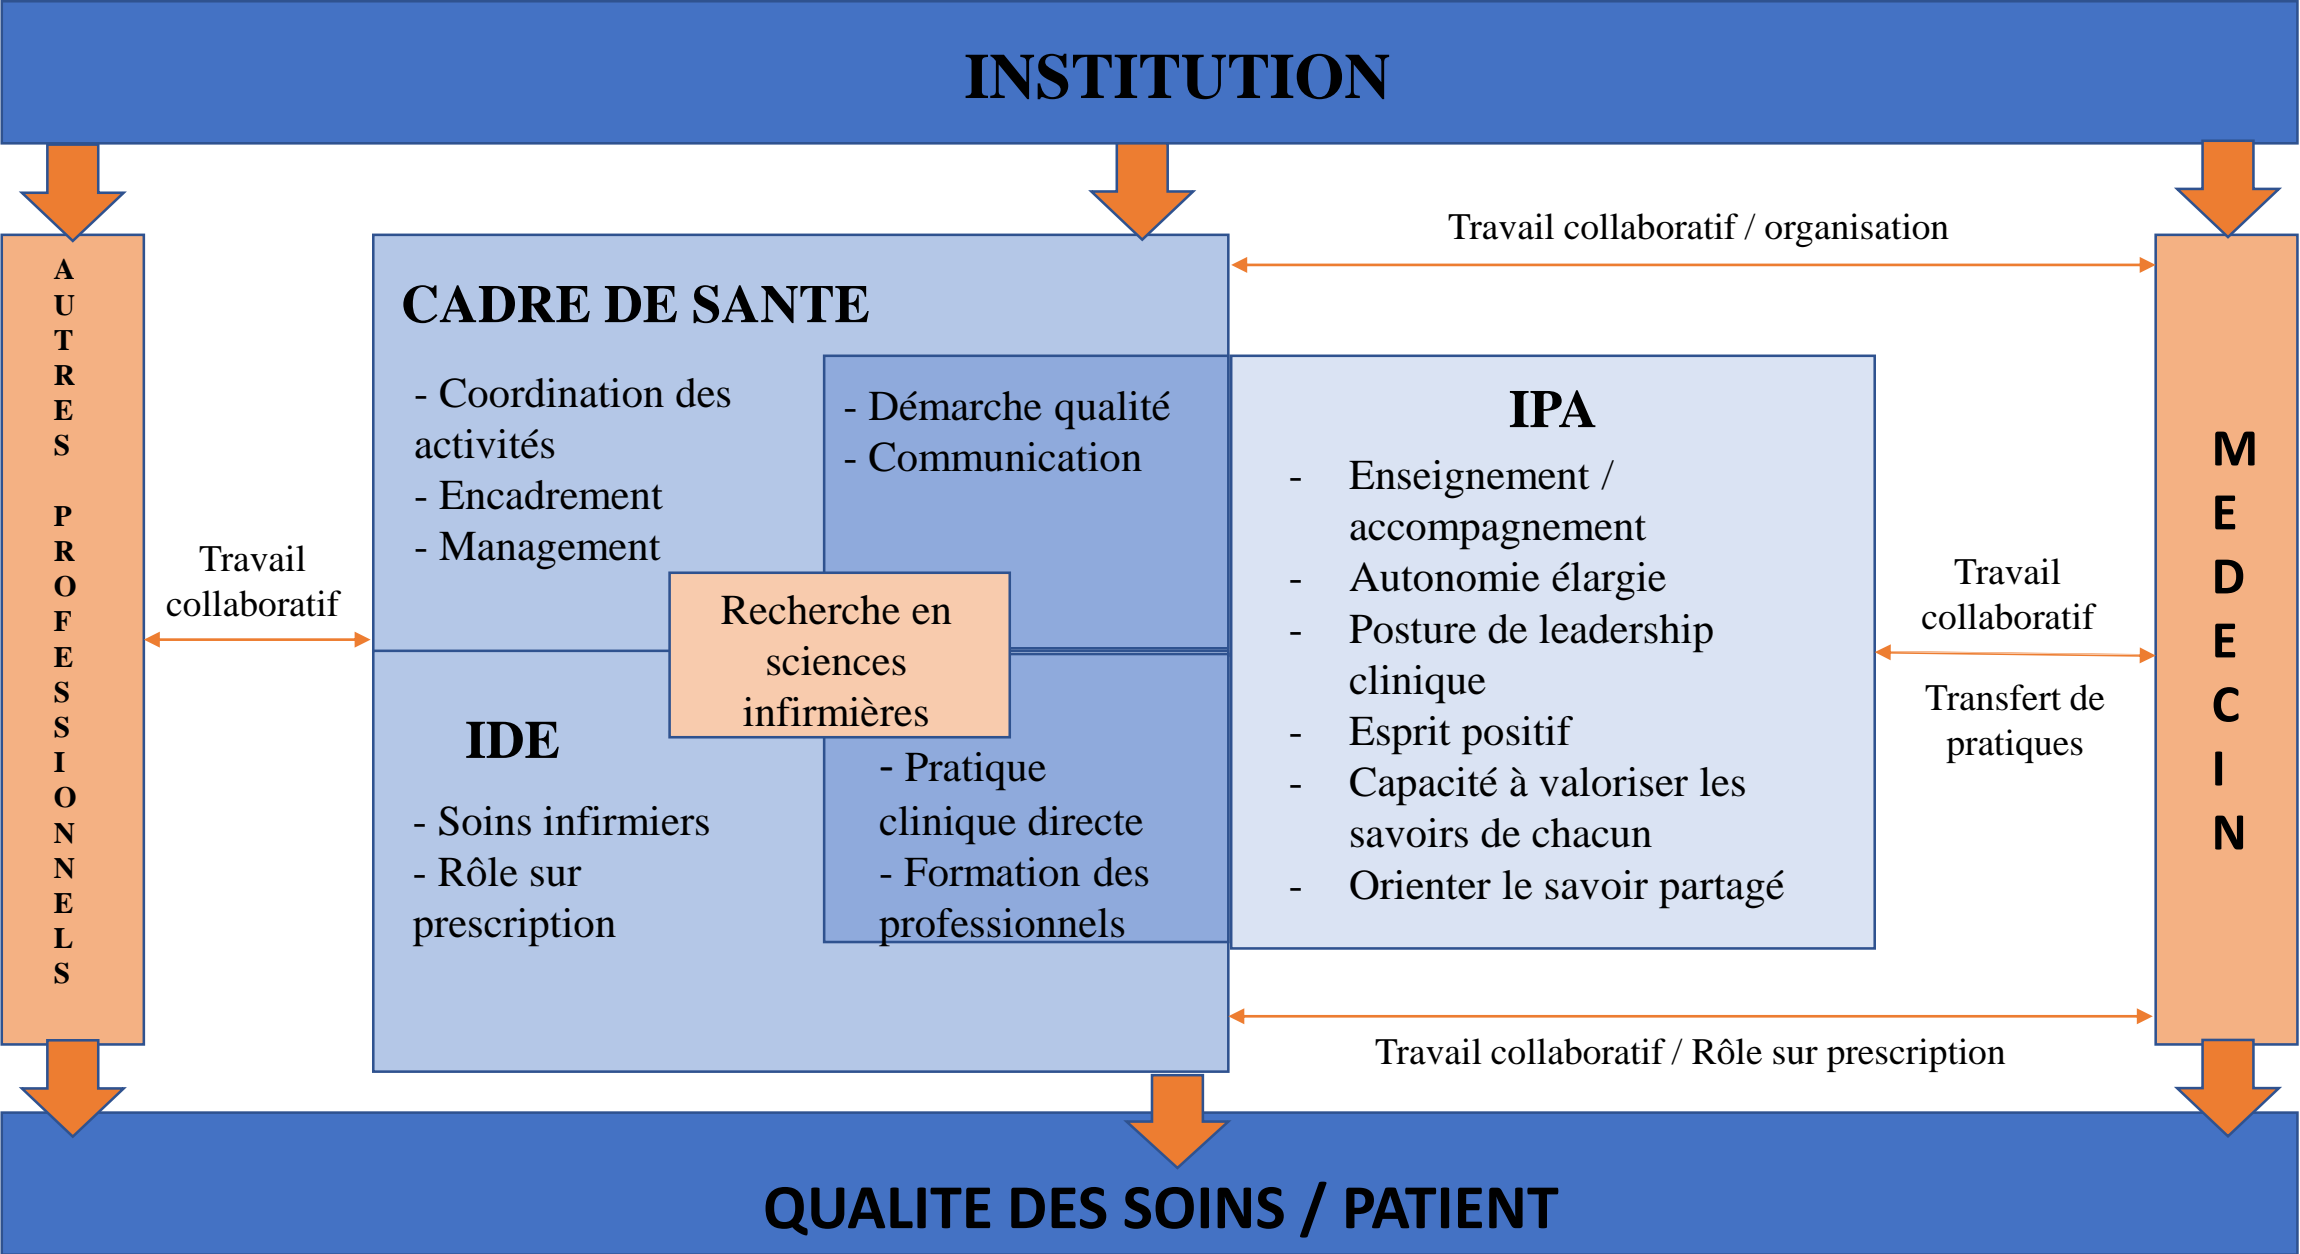 INSTITUTION
AUTRES PROFESSIONNELS
Travail
collaboratif
CADRE DE SANTE
- Coordination des
activités
- Encadrement
- Management
- Démarche qualité
- Communication
Recherche en
sciences
infirmières
IDE
- Soins infirmiers
- Rôle sur
prescription
- Pratique
clinique directe
- Formation des
professionnels
IPA
- Enseignement /
accompagnement
- Autonomie élargie
- Posture de leadership
clinique
- Esprit positif
- Capacité à valoriser les
savoirs de chacun
- Orienter le savoir partagé
Travail collaboratif / organisation
Travail
collaboratif
Transfert de
pratiques
Travail collaboratif / Rôle sur prescription
MEDECIN
QUALITE DES SOINS / PATIENT